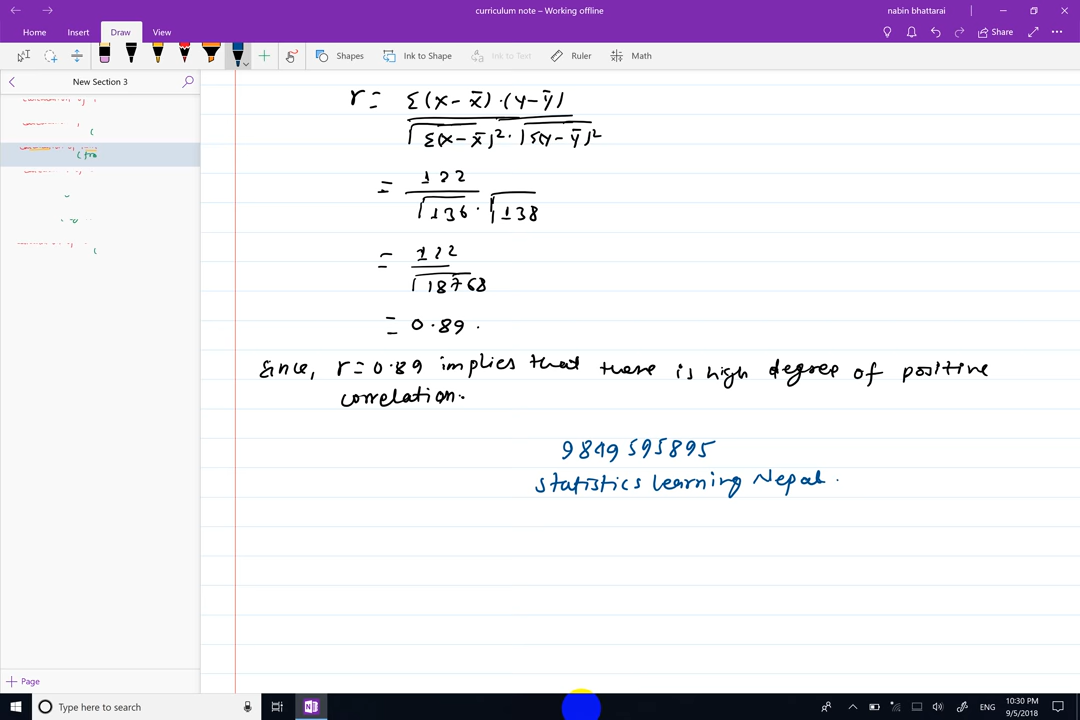 curriculum note – Working offline
nabin bhattarai
Home Insert Draw View
Share
Shapes Ink to Shape Ink to Text Ruler Math
New Section 3
r = Σ(x − x̄)·(y − ȳ)
√Σ(x − x̄)² · √Σ(y − ȳ)²
= 122
√136 · √138
= 122
√18768
= 0.89.
Since, r = 0.89 implies that there is high degree of positive
correlation.
9849595895
statistics learning Nepal.
+ Page
Type here to search
ENG
10:30 PM
9/5/2018